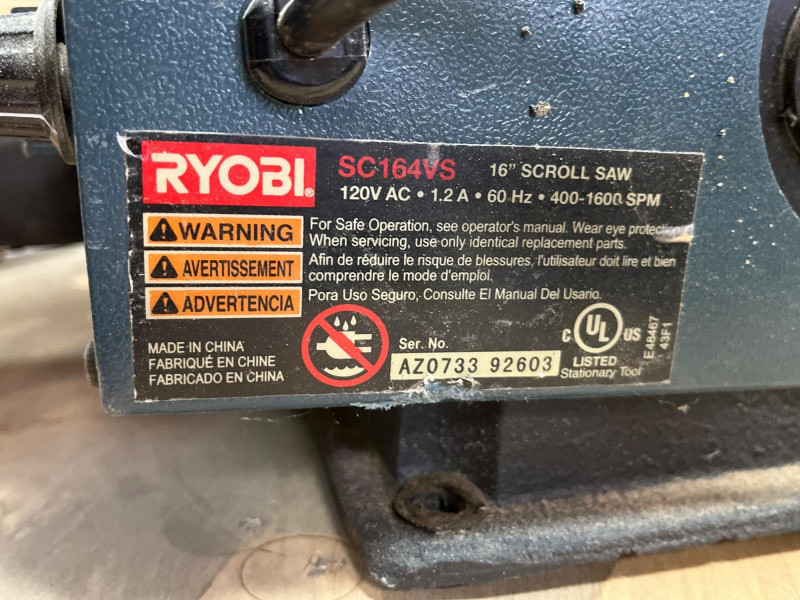 RYOBI®
SC164VS 16" SCROLL SAW
120V AC • 1.2 A • 60 Hz • 400-1600 SPM
⚠WARNING
For Safe Operation, see operator's manual. Wear eye protection.
When servicing, use only identical replacement parts.
⚠AVERTISSEMENT
Afin de réduire le risque de blessures, l'utilisateur doit lire et bien
comprendre le mode d'emploi.
⚠ADVERTENCIA
Pora Uso Seguro, Consulte El Manual Del Usario.
MADE IN CHINA
FABRIQUÉ EN CHINE
FABRICADO EN CHINA
Ser. No.
AZ0733 92603
C UL US
LISTED
Stationary Tool
E48467
43F1